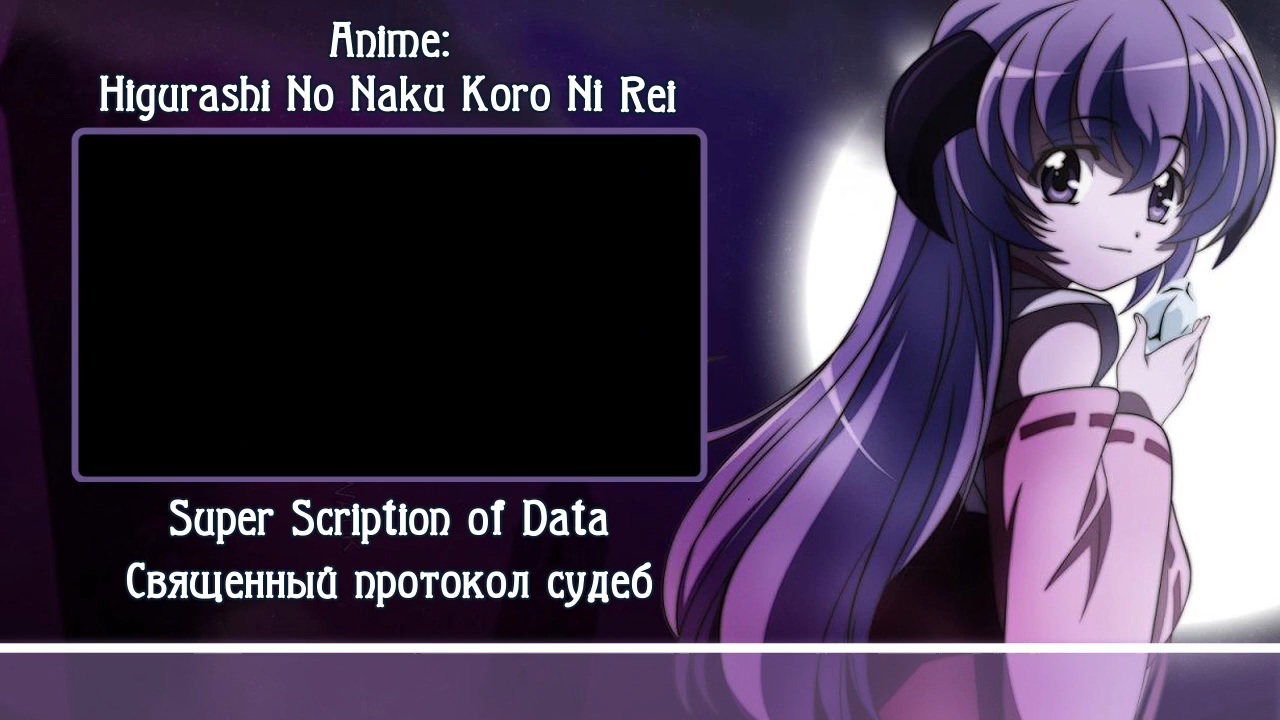 Anime:
Higurashi No Naku Koro Ni Rei
Super Scription of Data
Священный протокол судеб